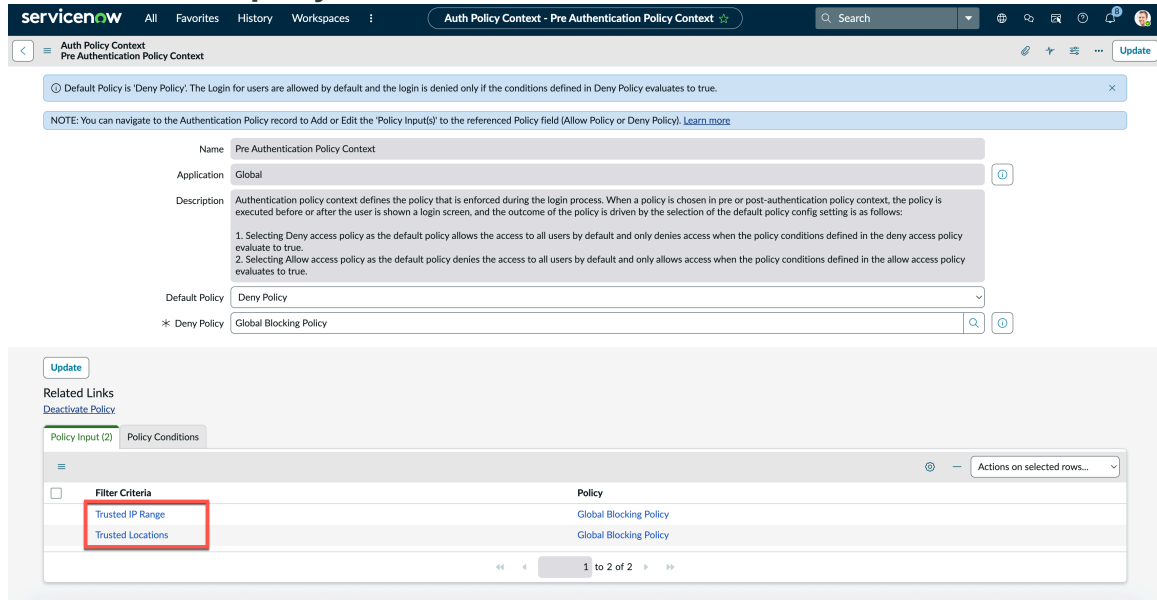 servicenow All Favorites History Workspaces Auth Policy Context - Pre Authentication Policy Context Search 8
Auth Policy Context
Pre Authentication Policy Context
Update
Default Policy is 'Deny Policy'. The Login for users are allowed by default and the login is denied only if the conditions defined in Deny Policy evaluates to true.
NOTE: You can navigate to the Authentication Policy record to Add or Edit the 'Policy Input(s)' to the referenced Policy field (Allow Policy or Deny Policy). Learn more
Name Pre Authentication Policy Context
Application Global
Description Authentication policy context defines the policy that is enforced during the login process. When a policy is chosen in pre or post-authentication policy context, the policy is
executed before or after the user is shown a login screen, and the outcome of the policy is driven by the selection of the default policy config setting is as follows:
1. Selecting Deny access policy as the default policy allows the access to all users by default and only denies access when the policy conditions defined in the deny access policy
evaluate to true.
2. Selecting Allow access policy as the default policy denies the access to all users by default and only allows access when the policy conditions defined in the allow access policy
evaluates to true.
Default Policy Deny Policy
Deny Policy Global Blocking Policy
Update
Related Links
Deactivate Policy
Policy Input (2) Policy Conditions
Actions on selected rows...
Filter Criteria Policy
Trusted IP Range Global Blocking Policy
Trusted Locations Global Blocking Policy
1 to 2 of 2